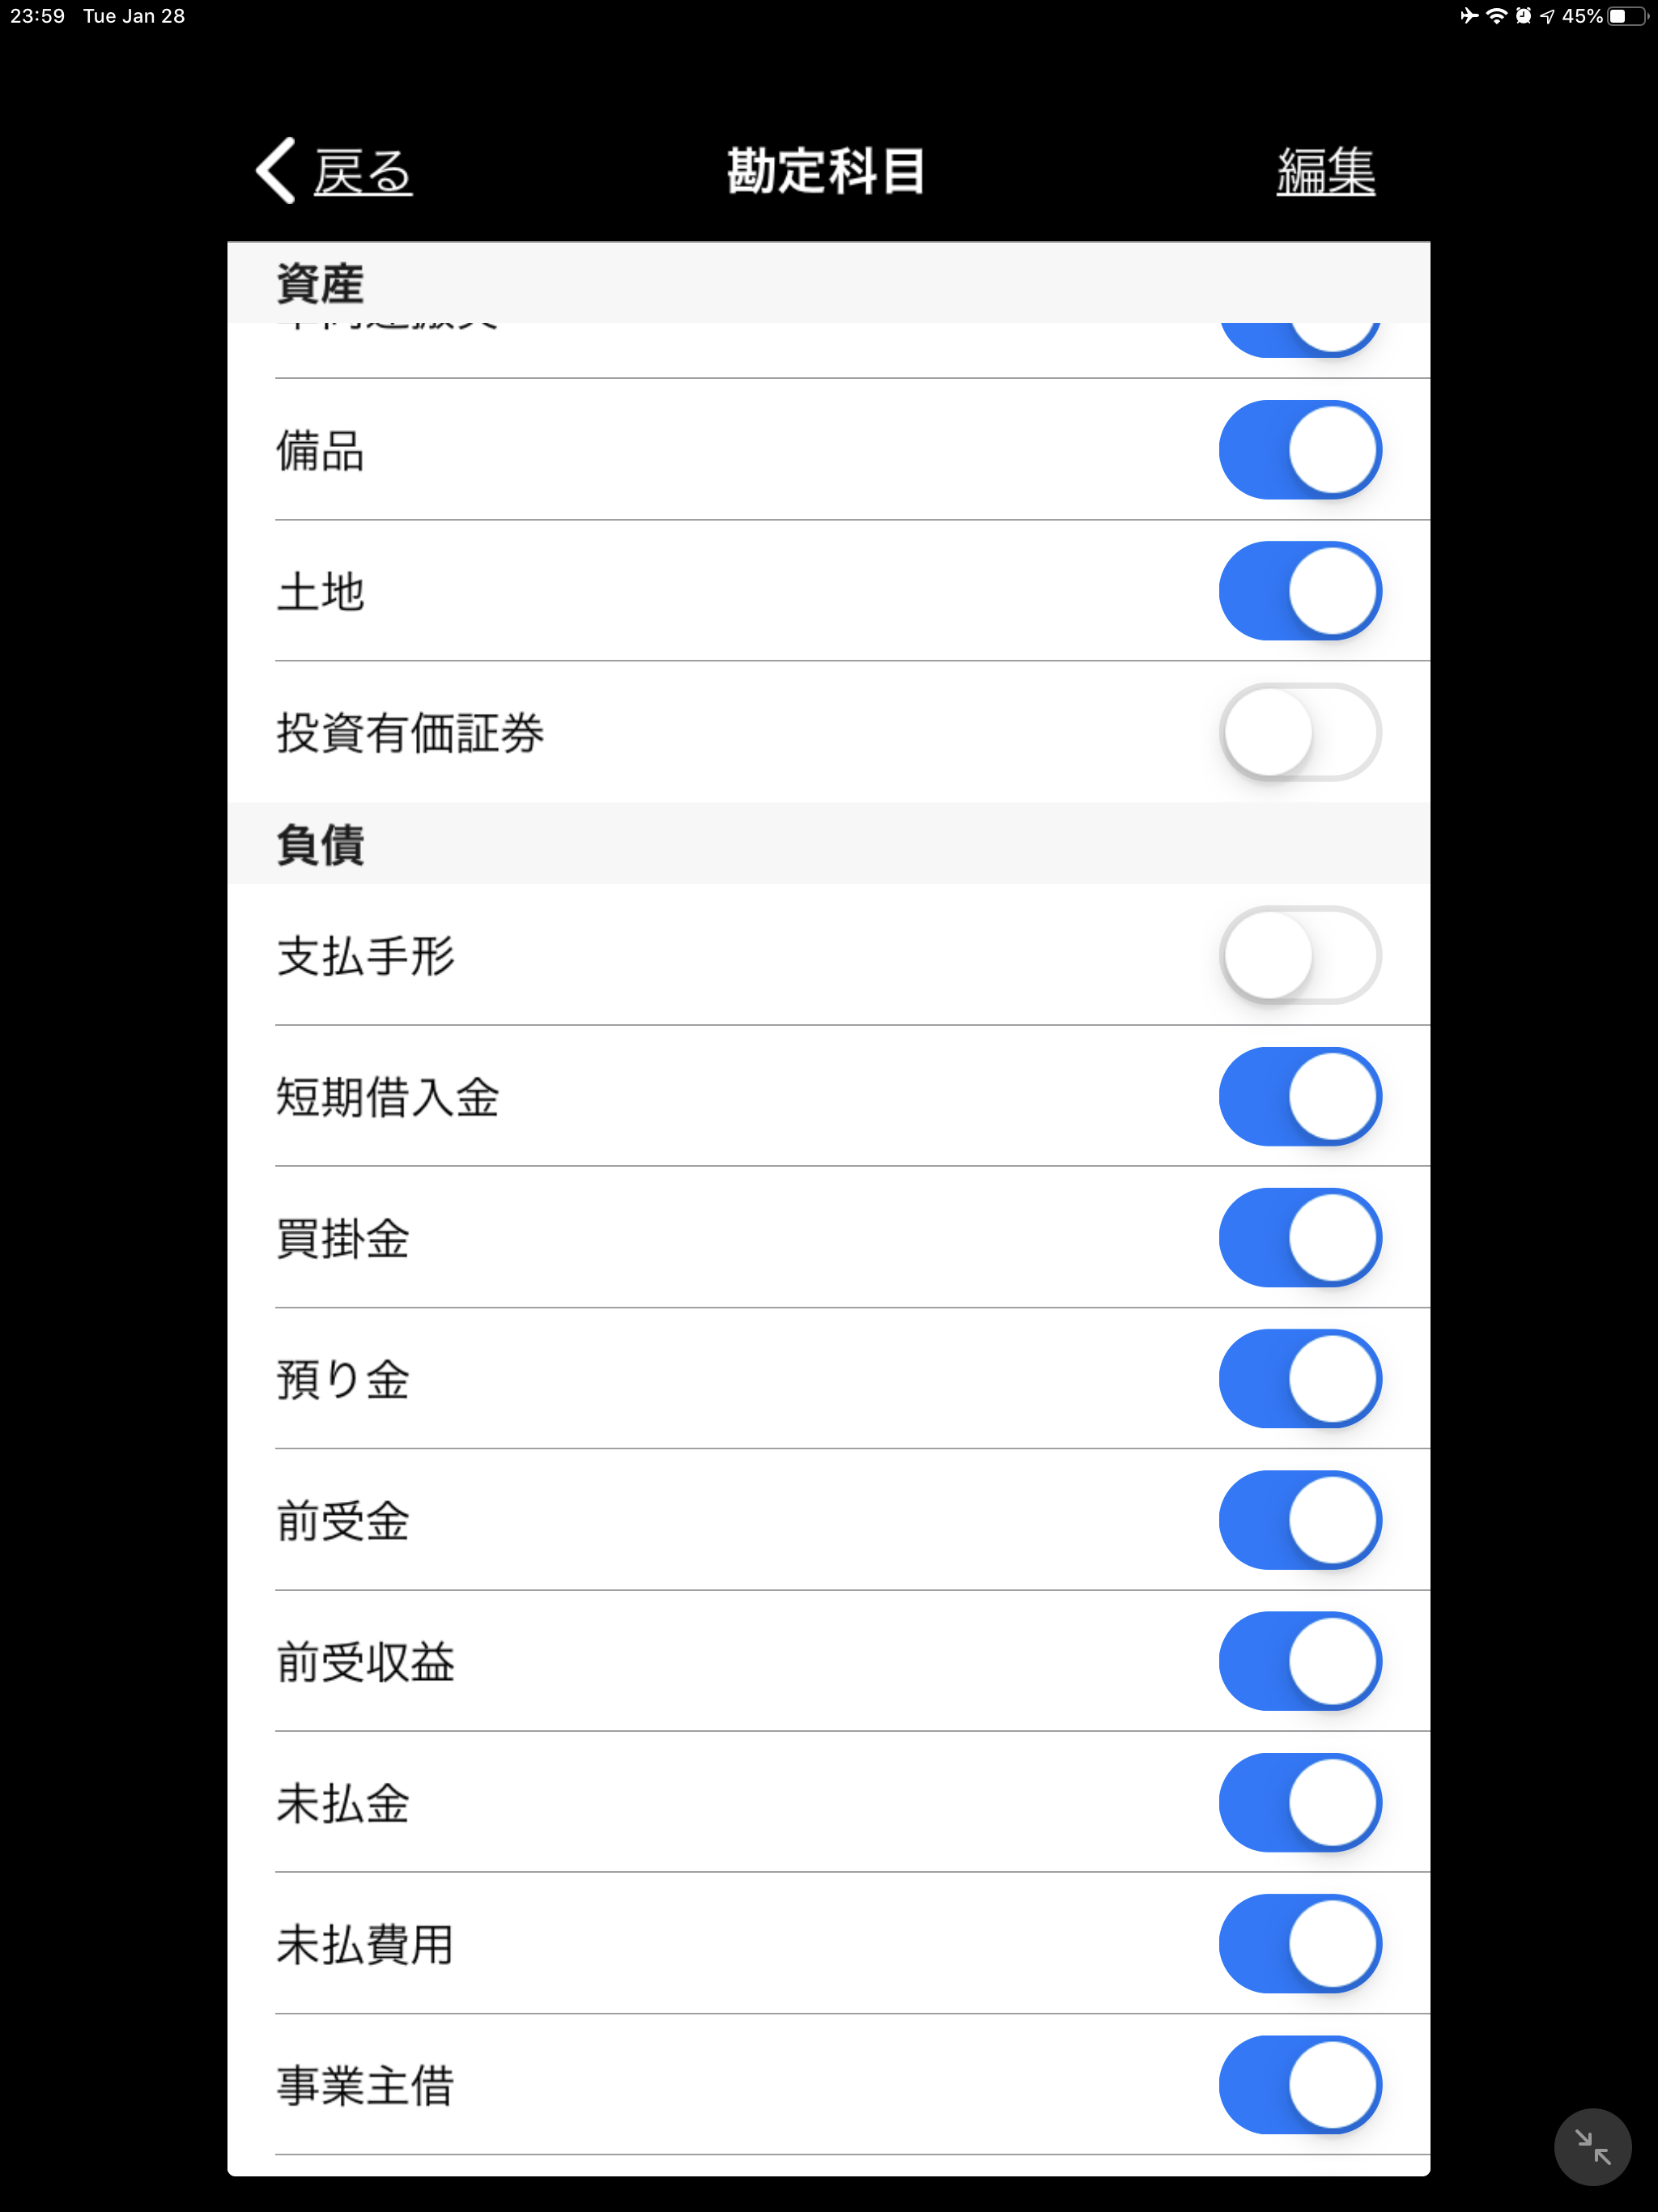 23:59 Tue Jan 28 45%
戻る 勘定科目 編集
資産
備品
土地
投資有価証券
負債
支払手形
短期借入金
買掛金
預り金
前受金
前受収益
未払金
未払費用
事業主借